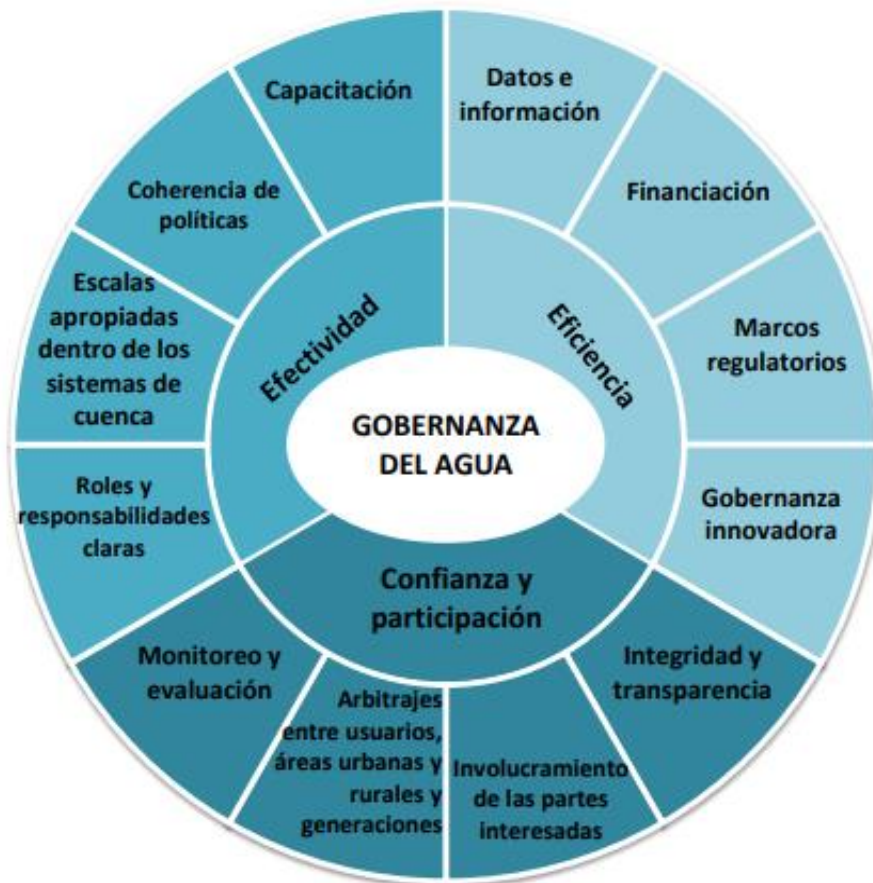 GOBERNANZA
DEL AGUA
Efectividad
Eficiencia
Confianza y
participación
Capacitación
Coherencia de
políticas
Escalas
apropiadas
dentro de los
sistemas de
cuenca
Roles y
responsabilidades
claras
Datos e
información
Financiación
Marcos
regulatorios
Gobernanza
innovadora
Integridad y
transparencia
Involucramiento
de las partes
interesadas
Arbitrajes
entre usuarios,
áreas urbanas y
rurales y
generaciones
Monitoreo y
evaluación